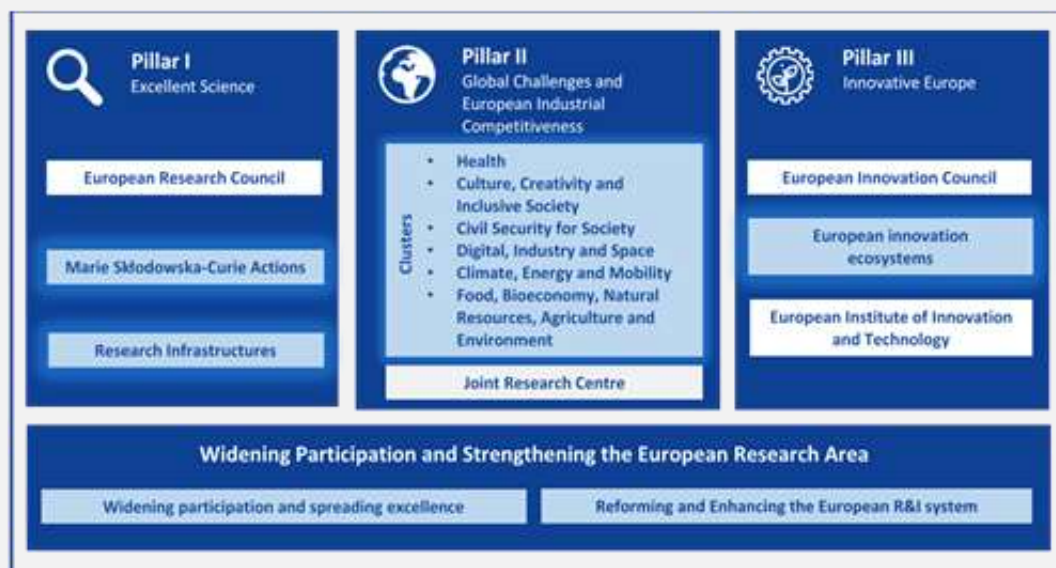 Pillar I
Excellent Science
European Research Council
Marie Skłodowska-Curie Actions
Research Infrastructures
Pillar II
Global Challenges and
European Industrial
Competitiveness
Clusters
• Health
• Culture, Creativity and
Inclusive Society
• Civil Security for Society
• Digital, Industry and Space
• Climate, Energy and Mobility
• Food, Bioeconomy, Natural
Resources, Agriculture and
Environment
Joint Research Centre
Pillar III
Innovative Europe
European Innovation Council
European innovation
ecosystems
European Institute of Innovation
and Technology
Widening Participation and Strengthening the European Research Area
Widening participation and spreading excellence
Reforming and Enhancing the European R&I system